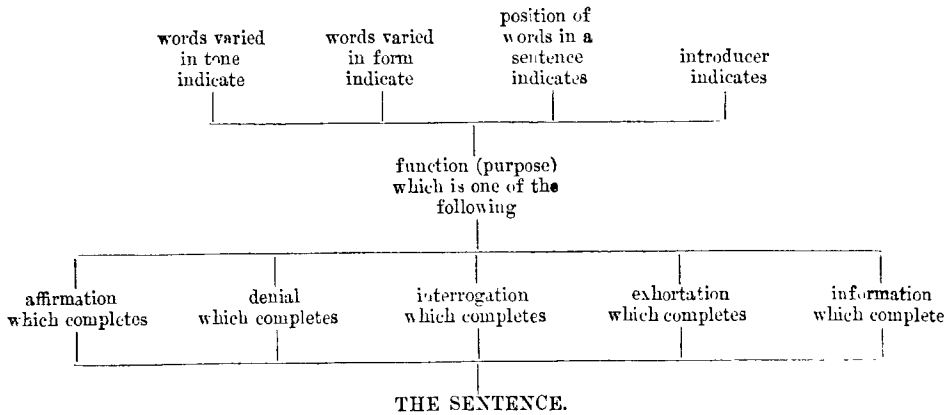 words varied
in tone
indicate
words varied
in form
indicate
position of
words in a
sentence
indicates
introducer
indicates
function (purpose)
which is one of the
following
affirmation
which completes
denial
which completes
interrogation
which completes
exhortation
which completes
information
which complete
THE SENTENCE.